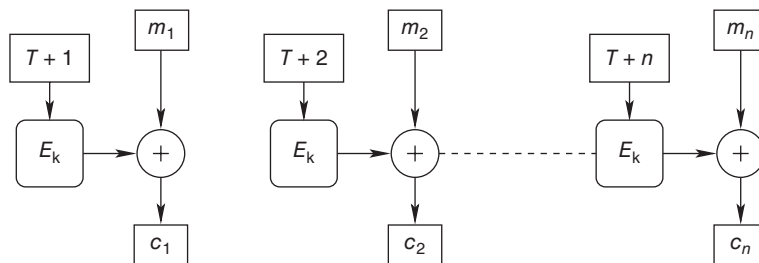 m1 m2 mn
T + 1 T + 2 T + n
Ek + Ek + Ek +
c1 c2 cn